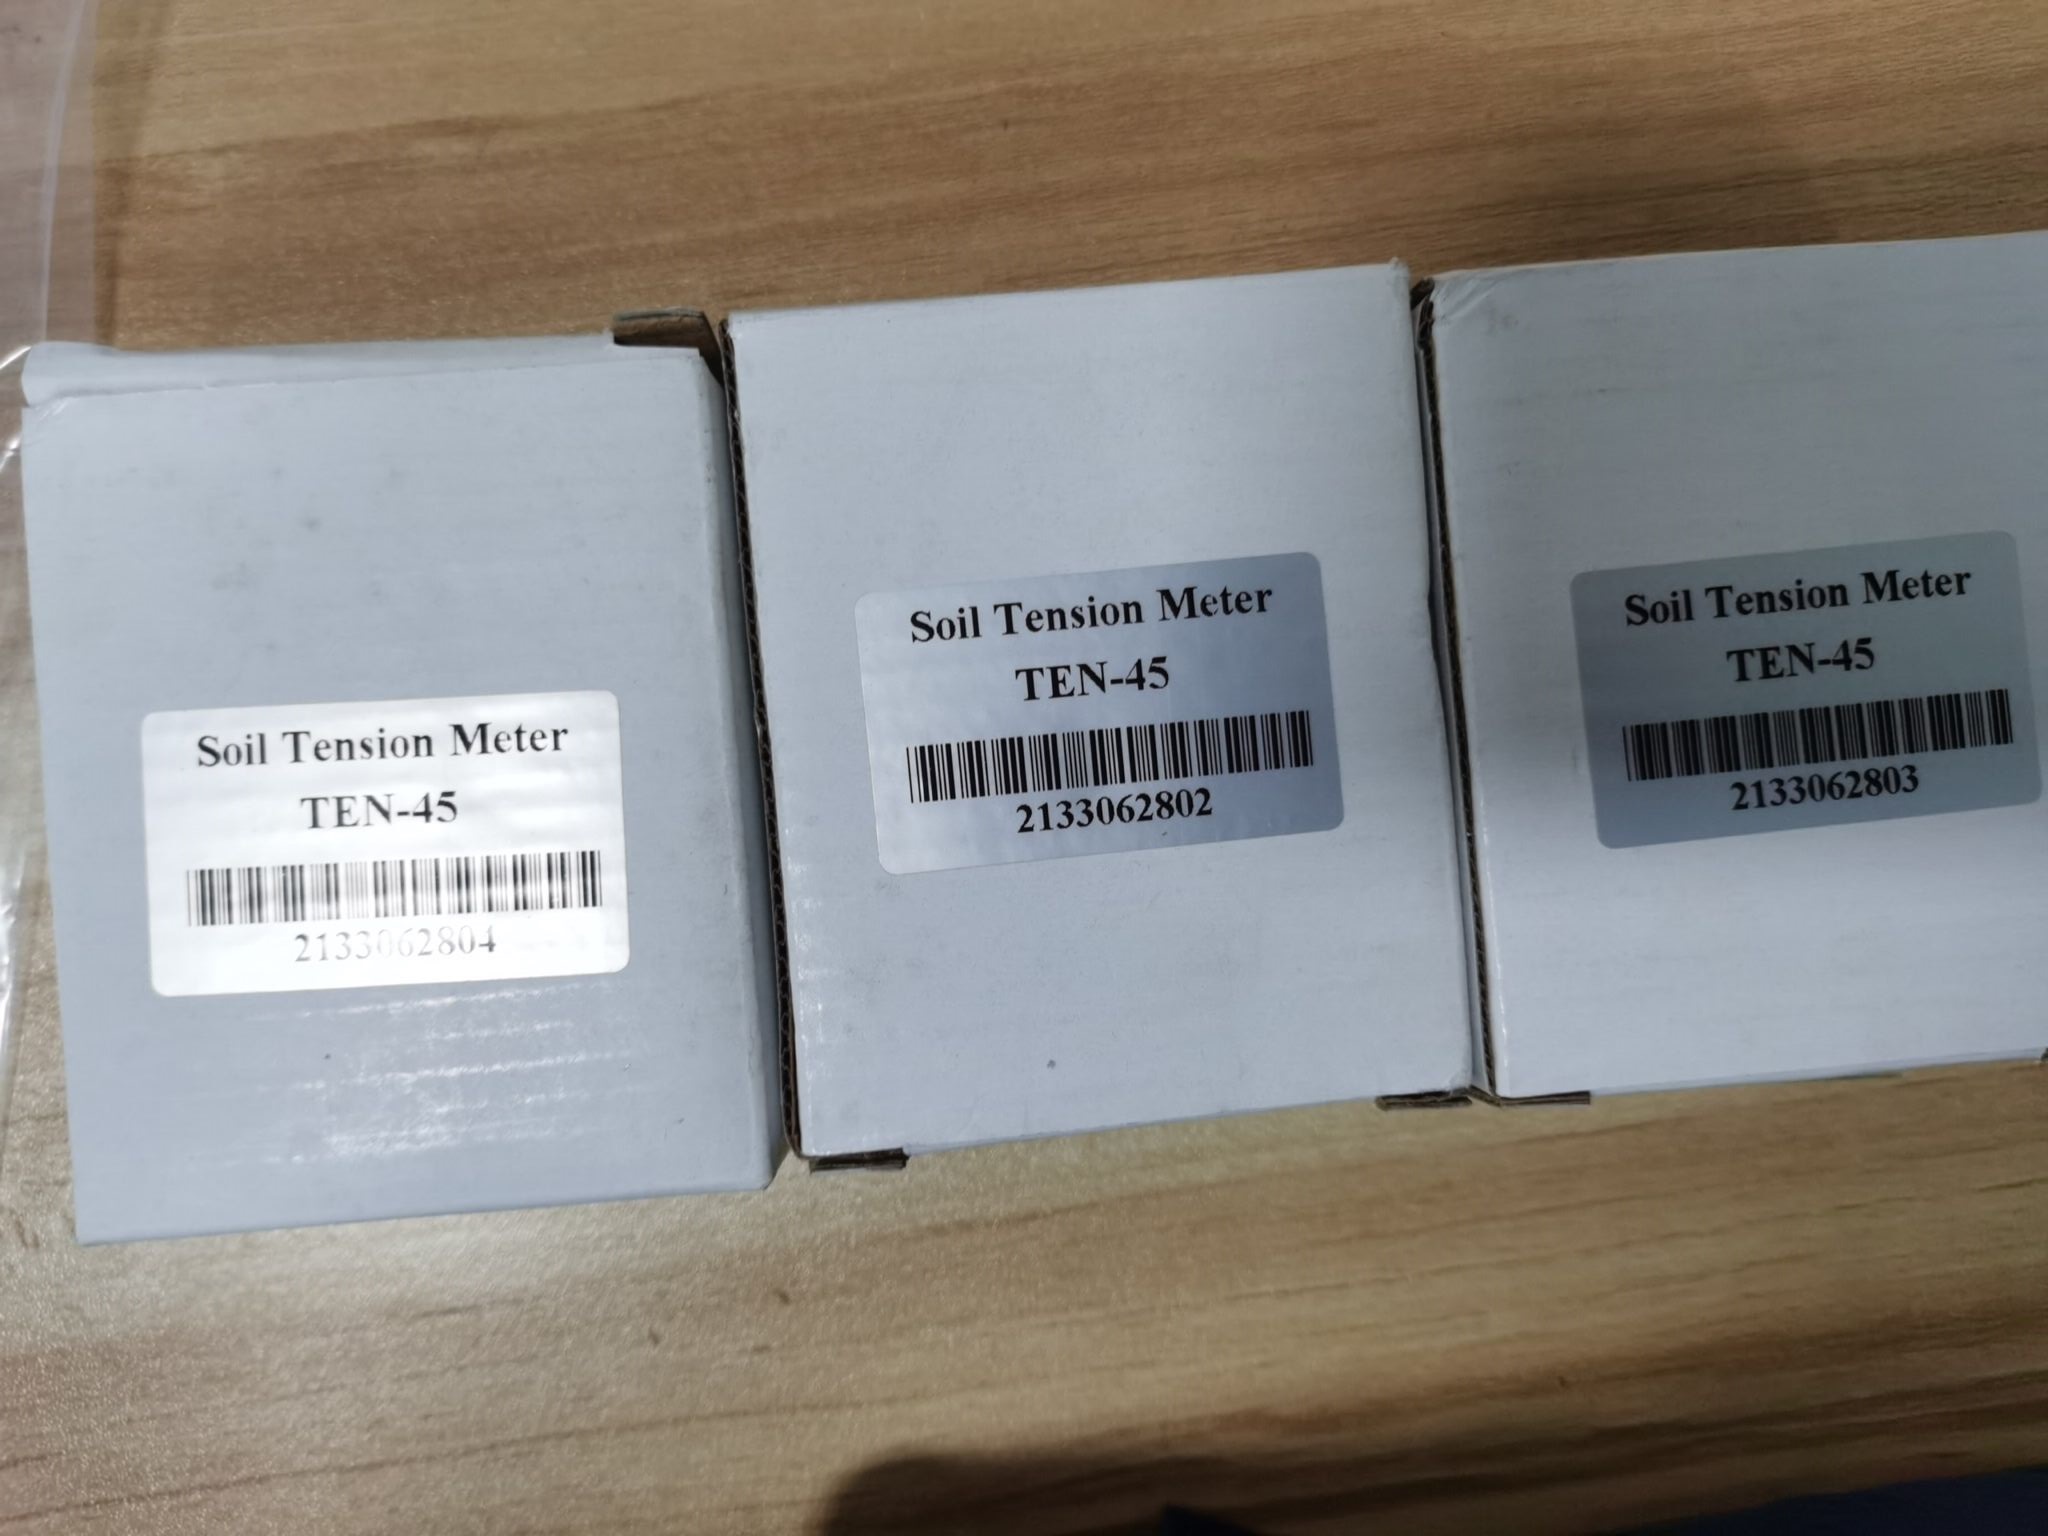 Soil Tension Meter
TEN-45
2133062804
Soil Tension Meter
TEN-45
2133062802
Soil Tension Meter
TEN-45
2133062803